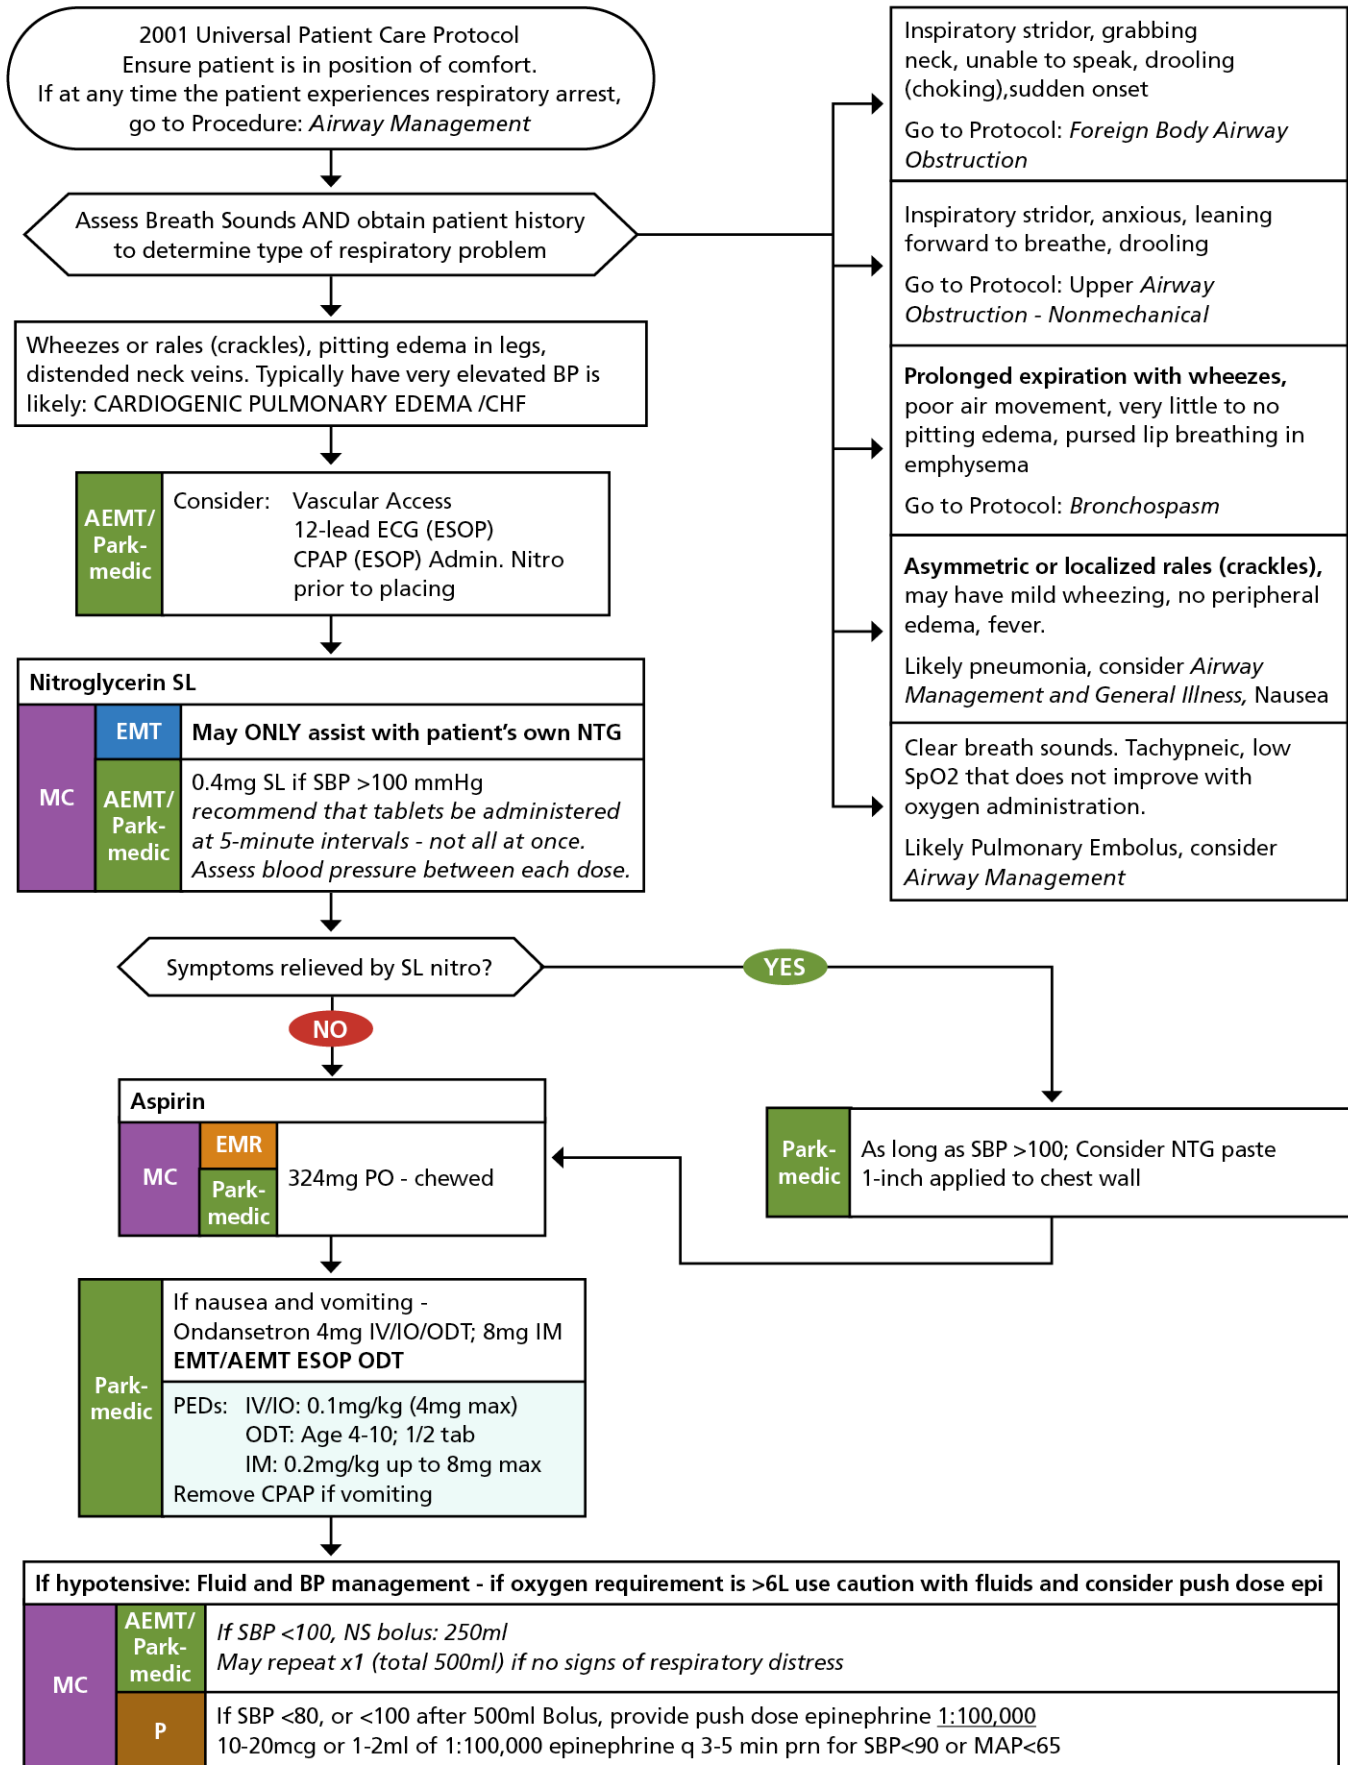 2001 Universal Patient Care Protocol
Ensure patient is in position of comfort.
If at any time the patient experiences respiratory arrest,
go to Procedure: Airway Management
Assess Breath Sounds AND obtain patient history
to determine type of respiratory problem
Inspiratory stridor, grabbing
neck, unable to speak, drooling
(choking),sudden onset
Go to Protocol: Foreign Body Airway
Obstruction
Inspiratory stridor, anxious, leaning
forward to breathe, drooling
Go to Protocol: Upper Airway
Obstruction - Nonmechanical
Prolonged expiration with wheezes,
poor air movement, very little to no
pitting edema, pursed lip breathing in
emphysema
Go to Protocol: Bronchospasm
Asymmetric or localized rales (crackles),
may have mild wheezing, no peripheral
edema, fever.
Likely pneumonia, consider Airway
Management and General Illness, Nausea
Clear breath sounds. Tachypneic, low
SpO2 that does not improve with
oxygen administration.
Likely Pulmonary Embolus, consider
Airway Management
Wheezes or rales (crackles), pitting edema in legs,
distended neck veins. Typically have very elevated BP is
likely: CARDIOGENIC PULMONARY EDEMA /CHF
AEMT/
Park-
medic
Consider: Vascular Access
12-lead ECG (ESOP)
CPAP (ESOP) Admin. Nitro
prior to placing
Nitroglycerin SL
MC
EMT
May ONLY assist with patient's own NTG
AEMT/
Park-
medic
0.4mg SL if SBP >100 mmHg
recommend that tablets be administered
at 5-minute intervals - not all at once.
Assess blood pressure between each dose.
Symptoms relieved by SL nitro?
YES
NO
Park-
medic
As long as SBP >100; Consider NTG paste
1-inch applied to chest wall
Aspirin
MC
EMR
Park-
medic
324mg PO - chewed
Park-
medic
If nausea and vomiting -
Ondansetron 4mg IV/IO/ODT; 8mg IM
EMT/AEMT ESOP ODT
PEDs: IV/IO: 0.1mg/kg (4mg max)
ODT: Age 4-10; 1/2 tab
IM: 0.2mg/kg up to 8mg max
Remove CPAP if vomiting
If hypotensive: Fluid and BP management - if oxygen requirement is >6L use caution with fluids and consider push dose epi
MC
AEMT/
Park-
medic
If SBP <100, NS bolus: 250ml
May repeat x1 (total 500ml) if no signs of respiratory distress
P
If SBP <80, or <100 after 500ml Bolus, provide push dose epinephrine 1:100,000
10-20mcg or 1-2ml of 1:100,000 epinephrine q 3-5 min prn for SBP<90 or MAP<65